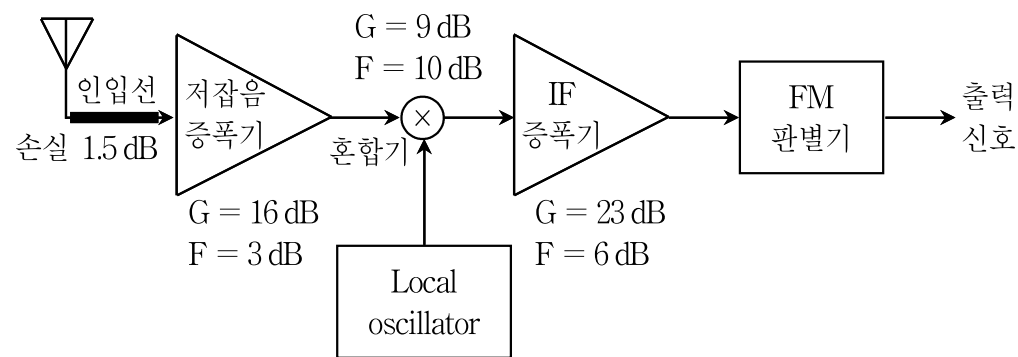 인입선
손실 1.5 dB
저잡음
증폭기
G = 16 dB
F = 3 dB
G = 9 dB
F = 10 dB
×
혼합기
Local
oscillator
IF
증폭기
G = 23 dB
F = 6 dB
FM
판별기
출력
신호